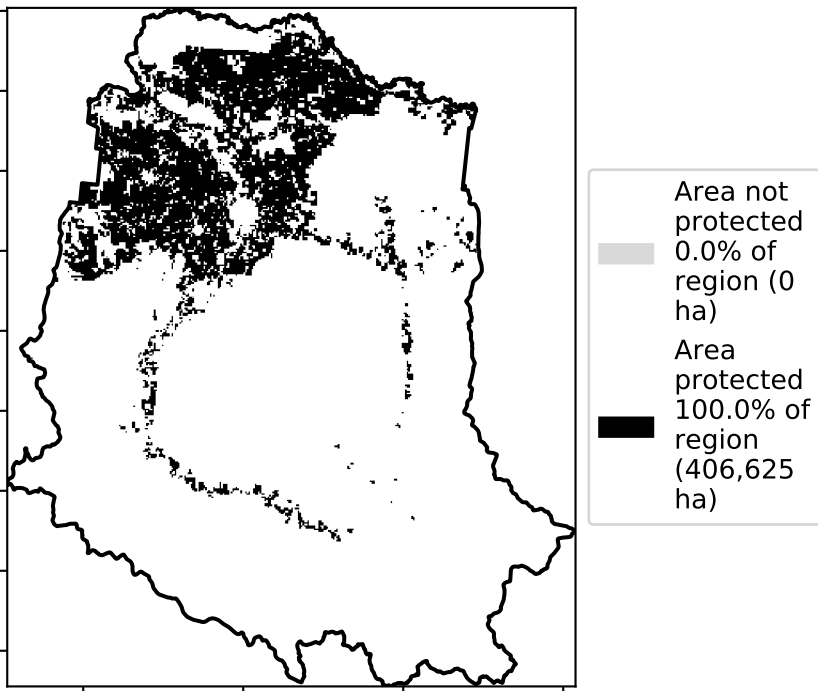 Area not
protected
0.0% of
region (0
ha)
Area
protected
100.0% of
region
(406,625
ha)